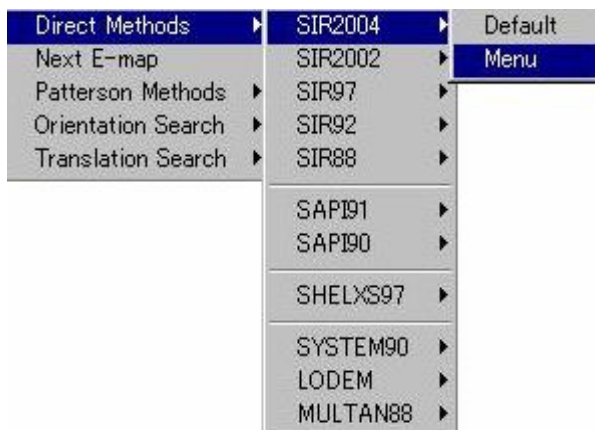 Direct Methods
Next E-map
Patterson Methods
Orientation Search
Translation Search
SIR2004
SIR2002
SIR97
SIR92
SIR88
SAPI91
SAPI90
SHELXS97
SYSTEM90
LODEM
MULTAN88
Default
Menu